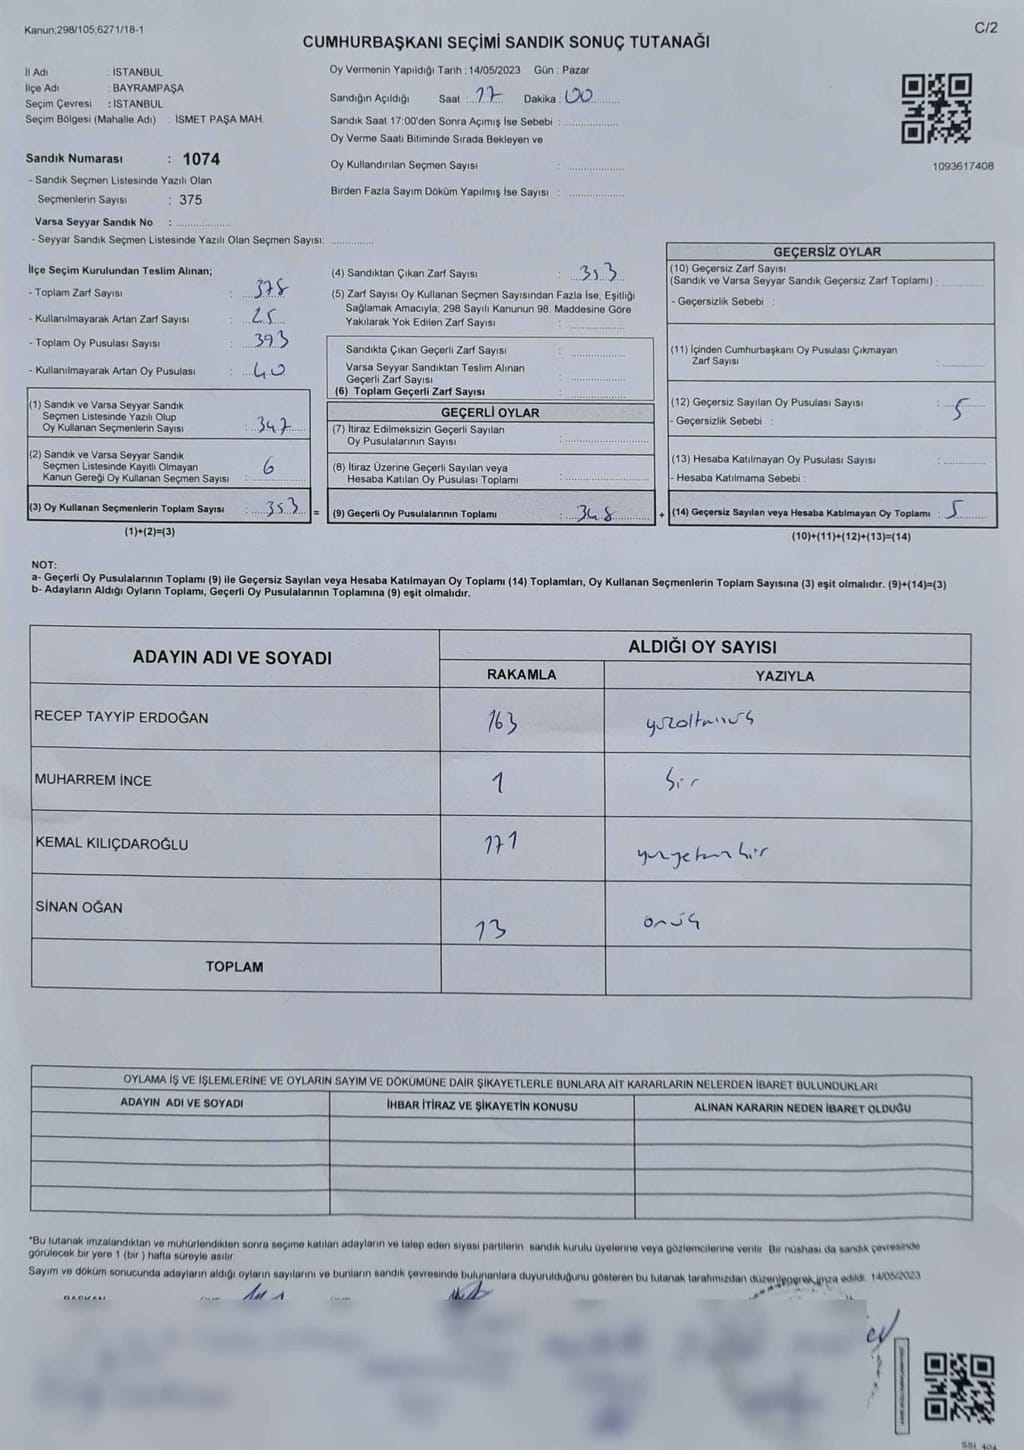 Kanun;298/105;6271/18-1
C/2
CUMHURBAŞKANI SEÇİMİ SANDIK SONUÇ TUTANAĞI
İl Adı : İSTANBUL
İlçe Adı : BAYRAMPAŞA
Seçim Çevresi : İSTANBUL
Seçim Bölgesi (Mahalle Adı) : İSMET PAŞA MAH.
Sandık Numarası : 1074
- Sandık Seçmen Listesinde Yazılı Olan
Seçmenlerin Sayısı : 375
Varsa Seyyar Sandık No : ..................
- Seyyar Sandık Seçmen Listesinde Yazılı Olan Seçmen Sayısı: ..............
Oy Vermenin Yapıldığı Tarih : 14/05/2023 Gün : Pazar
Sandığın Açıldığı Saat : 17 Dakika : 00
Sandık Saat 17:00'den Sonra Açımış İse Sebebi : ..................
Oy Verme Saati Bitiminde Sırada Bekleyen ve
Oy Kullandırılan Seçmen Sayısı : ..................
Birden Fazla Sayım Döküm Yapılmış İse Sayısı : ..................
1093617408
İlçe Seçim Kurulundan Teslim Alınan;
- Toplam Zarf Sayısı : 378
- Kullanılmayarak Artan Zarf Sayısı : 25
- Toplam Oy Pusulası Sayısı : 393
- Kullanılmayarak Artan Oy Pusulası : 40
(1) Sandık ve Varsa Seyyar Sandık
Seçmen Listesinde Yazılı Olup
Oy Kullanan Seçmenlerin Sayısı : 347
(2) Sandık ve Varsa Seyyar Sandık
Seçmen Listesinde Kayıtlı Olmayan
Kanun Gereği Oy Kullanan Seçmen Sayısı : 6
(3) Oy Kullanan Seçmenlerin Toplam Sayısı : 353 =
(1)+(2)=(3)
(4) Sandıktan Çıkan Zarf Sayısı : 353
(5) Zarf Sayısı Oy Kullanan Seçmen Sayısından Fazla İse, Eşitliği
Sağlamak Amacıyla; 298 Sayılı Kanunun 98. Maddesine Göre
Yakılarak Yok Edilen Zarf Sayısı : ..................
Sandıkta Çıkan Geçerli Zarf Sayısı : ..................
Varsa Seyyar Sandıktan Teslim Alınan
Geçerli Zarf Sayısı : ..................
(6) Toplam Geçerli Zarf Sayısı : ..................
GEÇERLİ OYLAR
(7) İtiraz Edilmeksizin Geçerli Sayılan
Oy Pusulalarının Sayısı : ..................
(8) İtiraz Üzerine Geçerli Sayılan veya
Hesaba Katılan Oy Pusulası Toplamı : ..................
(9) Geçerli Oy Pusulalarının Toplamı : 348 +
GEÇERSİZ OYLAR
(10) Geçersiz Zarf Sayısı
(Sandık ve Varsa Seyyar Sandık Geçersiz Zarf Toplamı) : ..............
- Geçersizlik Sebebi :
(11) İçinden Cumhurbaşkanı Oy Pusulası Çıkmayan
Zarf Sayısı : ..............
(12) Geçersiz Sayılan Oy Pusulası Sayısı : 5
- Geçersizlik Sebebi :
(13) Hesaba Katılmayan Oy Pusulası Sayısı : ..............
- Hesaba Katılmama Sebebi :
(14) Geçersiz Sayılan veya Hesaba Katılmayan Oy Toplamı : 5
(10)+(11)+(12)+(13)=(14)
NOT:
a- Geçerli Oy Pusulalarının Toplamı (9) ile Geçersiz Sayılan veya Hesaba Katılmayan Oy Toplamı (14) Toplamları, Oy Kullanan Seçmenlerin Toplam Sayısına (3) eşit olmalıdır. (9)+(14)=(3)
b- Adayların Aldığı Oyların Toplamı, Geçerli Oy Pusulalarının Toplamına (9) eşit olmalıdır.
ADAYIN ADI VE SOYADI
ALDIĞI OY SAYISI
RAKAMLA YAZIYLA
RECEP TAYYİP ERDOĞAN 163 yüzaltmışüç
MUHARREM İNCE 1 bir
KEMAL KILIÇDAROĞLU 171 yüzyetmişbir
SİNAN OĞAN 13 onüç
TOPLAM
OYLAMA İŞ VE İŞLEMLERİNE VE OYLARIN SAYIM VE DÖKÜMÜNE DAİR ŞİKAYETLERLE BUNLARA AİT KARARLARIN NELERDEN İBARET BULUNDUKLARI
ADAYIN ADI VE SOYADI İHBAR İTİRAZ VE ŞİKAYETİN KONUSU ALINAN KARARIN NEDEN İBARET OLDUĞU
*Bu tutanak imzalandıktan ve mühürlendikten sonra seçime katılan adayların ve talep eden siyasi partilerin sandık kurulu üyelerine veya gözlemcilerine verilir. Bir nüshası da sandık çevresinde
görülecek bir yere 1 (bir) hafta süreyle asılır.
Sayım ve döküm sonucunda adayların aldığı oyların sayılarını ve bunların sandık çevresinde bulunanlara duyurulduğunu gösteren bu tutanak tarafımızdan düzenlenerek imza edildi. 14/05/2023
BAŞKAN